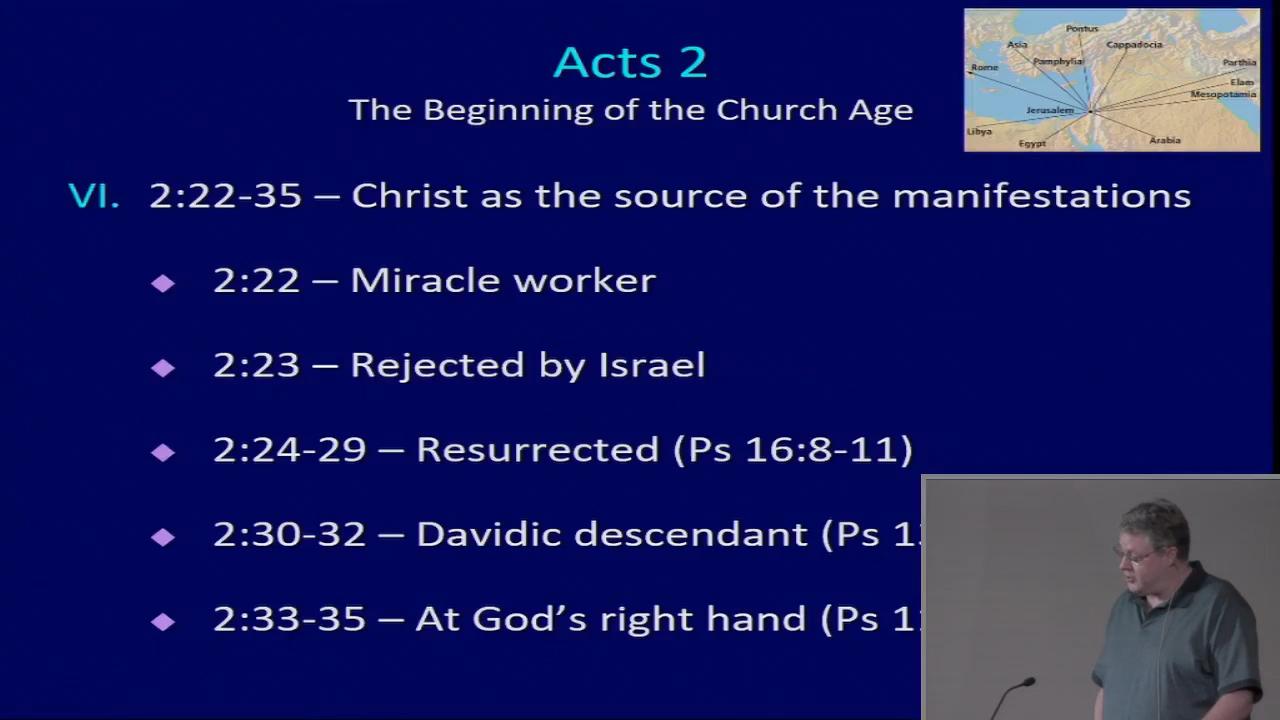 Acts 2
The Beginning of the Church Age
Pontus
Asia
Cappadocia
Rome
Pamphylia
Parthia
Elam
Mesopotamia
Jerusalem
Libya
Egypt
Arabia
VI. 2:22-35 – Christ as the source of the manifestations
2:22 – Miracle worker
2:23 – Rejected by Israel
2:24-29 – Resurrected (Ps 16:8-11)
2:30-32 – Davidic descendant (Ps
2:33-35 – At God’s right hand (Ps